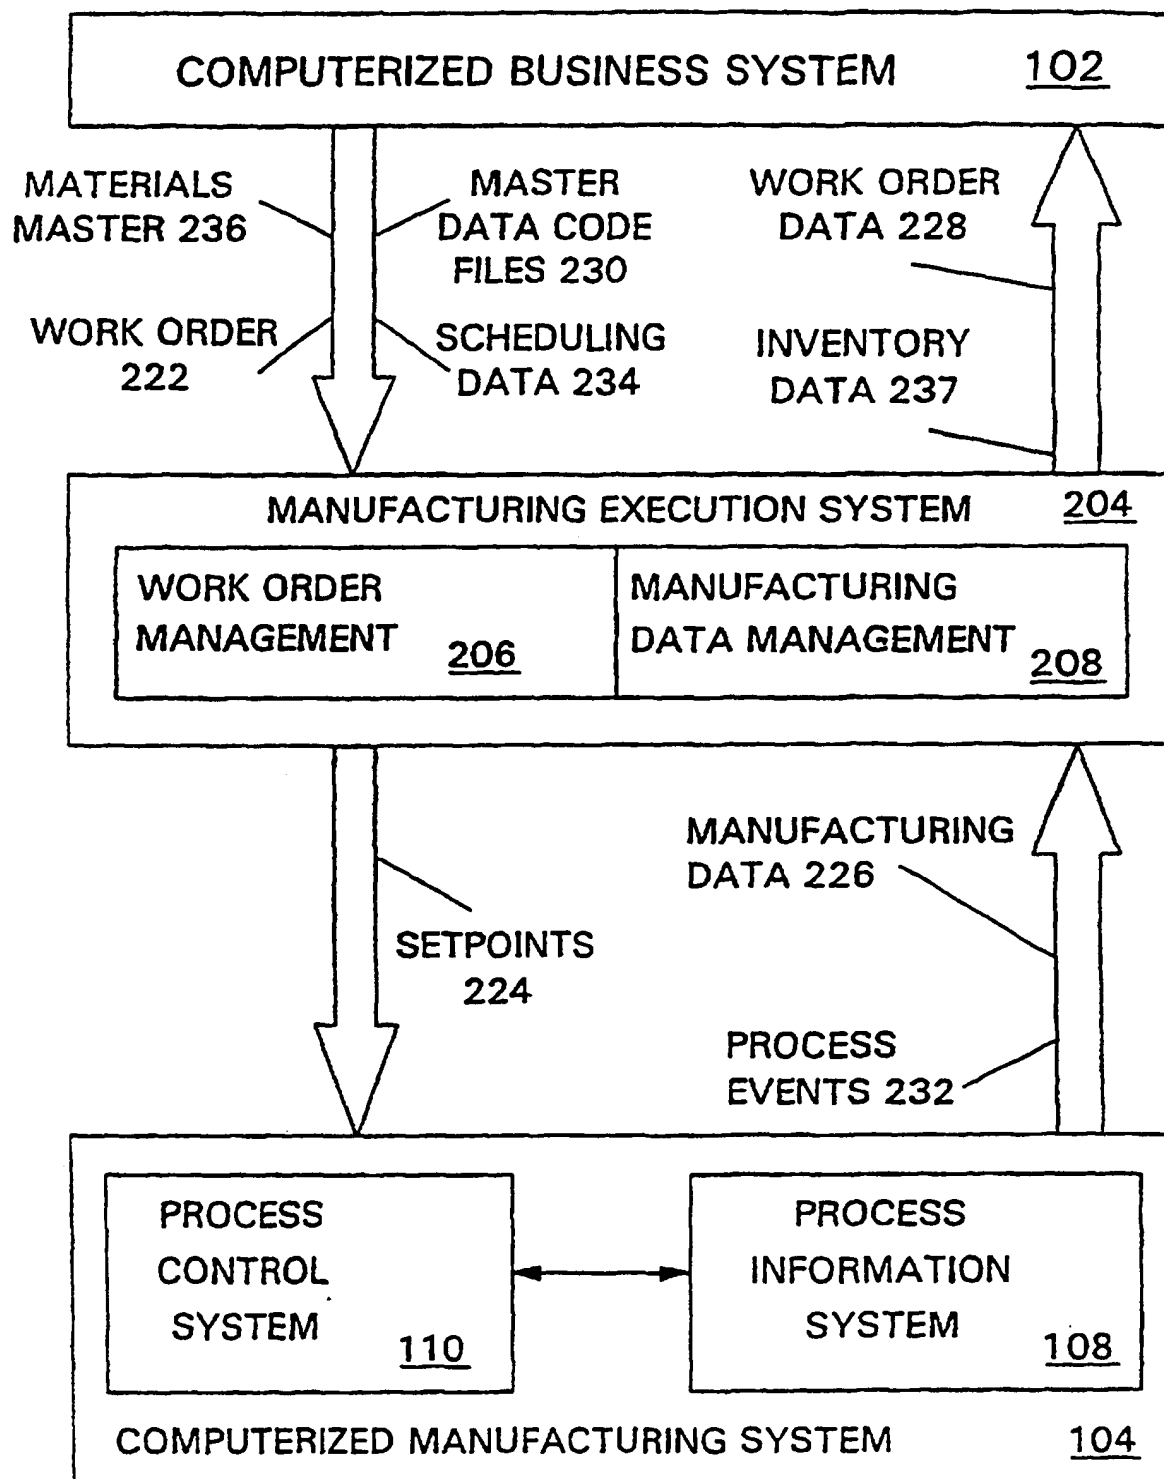 COMPUTERIZED BUSINESS SYSTEM 102
MATERIALS
MASTER 236
MASTER
DATA CODE
FILES 230
WORK ORDER
DATA 228
WORK ORDER
222
SCHEDULING
DATA 234
INVENTORY
DATA 237
MANUFACTURING EXECUTION SYSTEM 204
WORK ORDER
MANAGEMENT 206
MANUFACTURING
DATA MANAGEMENT 208
MANUFACTURING
DATA 226
SETPOINTS
224
PROCESS
EVENTS 232
PROCESS
CONTROL
SYSTEM
110
PROCESS
INFORMATION
SYSTEM
108
COMPUTERIZED MANUFACTURING SYSTEM 104